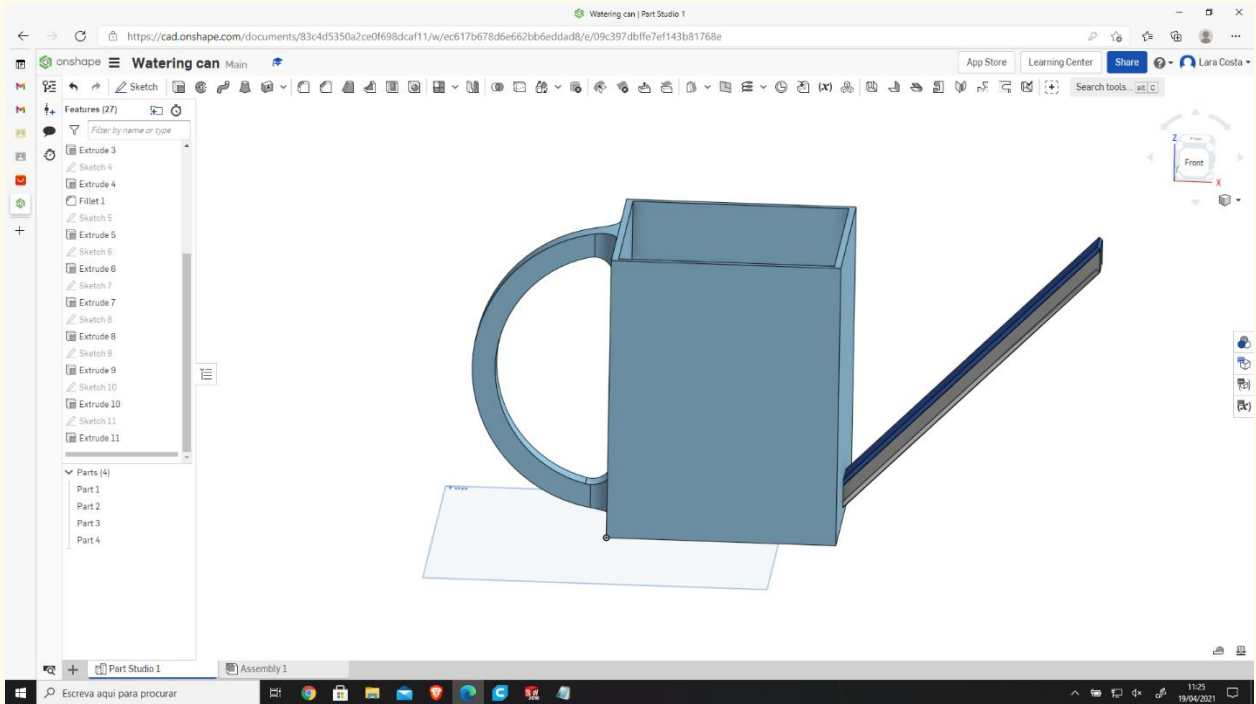 Watering can | Part Studio 1
https://cad.onshape.com/documents/83c4d5350a2ce0f698dcaf11/w/ec617b678d6e662bb6eddad8/e/09c397dbffe7ef143b81768e
onshape Watering can Main
App Store
Learning Center
Share
Lara Costa
Sketch
Search tools... alt C
Features (27)
Filter by name or type
Extrude 3
Sketch 4
Extrude 4
Fillet 1
Sketch 5
Extrude 5
Sketch 6
Extrude 6
Sketch 7
Extrude 7
Sketch 8
Extrude 8
Sketch 9
Extrude 9
Sketch 10
Extrude 10
Sketch 11
Extrude 11
Parts (4)
Part 1
Part 2
Part 3
Part 4
Z
Top
Front
X
Top
Part Studio 1
Assembly 1
Escreva aqui para procurar
11:25
19/04/2021